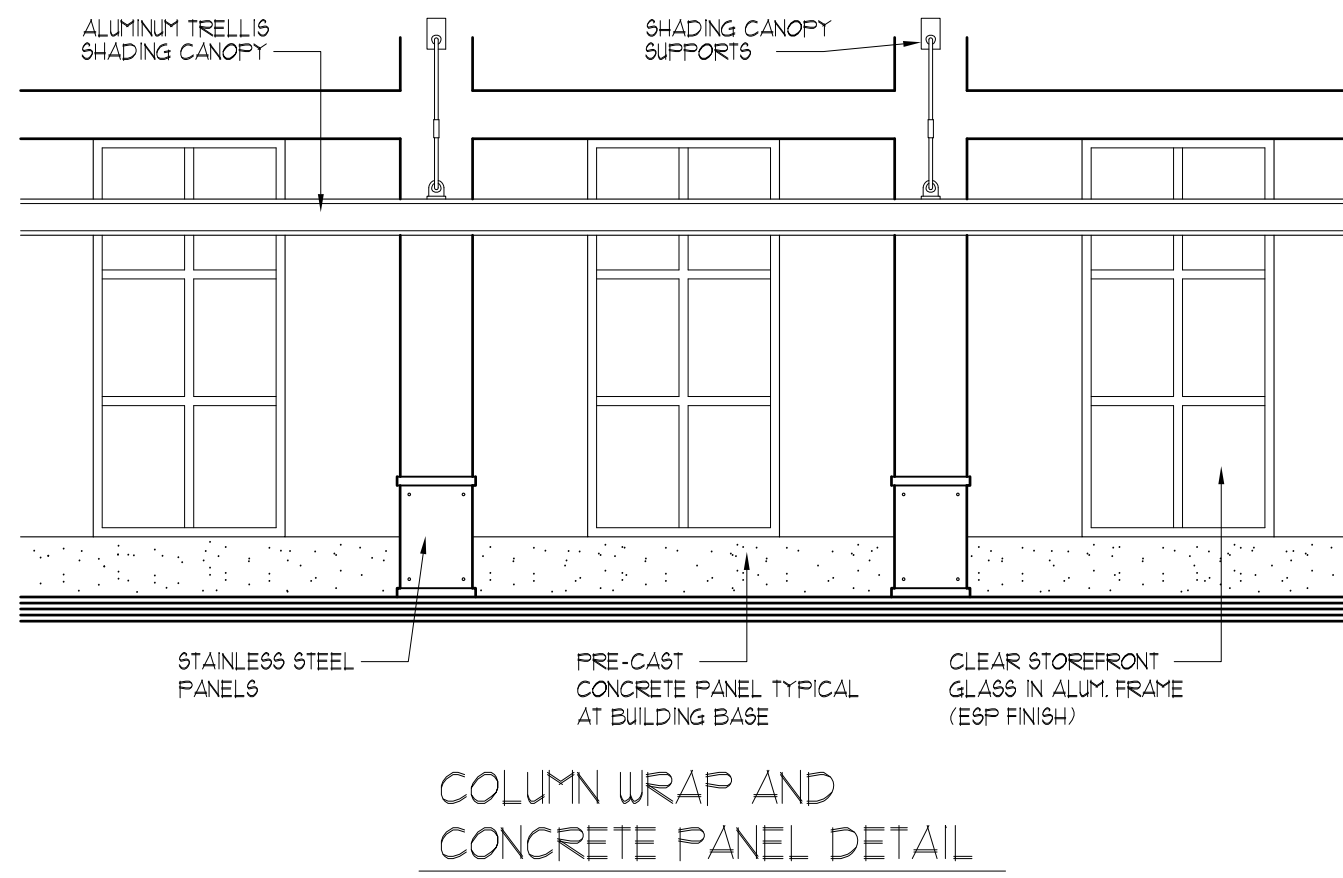 ALUMINUM TRELLIS
SHADING CANOPY
SHADING CANOPY
SUPPORTS
STAINLESS STEEL
PANELS
PRE-CAST
CONCRETE PANEL TYPICAL
AT BUILDING BASE
CLEAR STOREFRONT
GLASS IN ALUM. FRAME
(ESP FINISH)
COLUMN WRAP AND
CONCRETE PANEL DETAIL